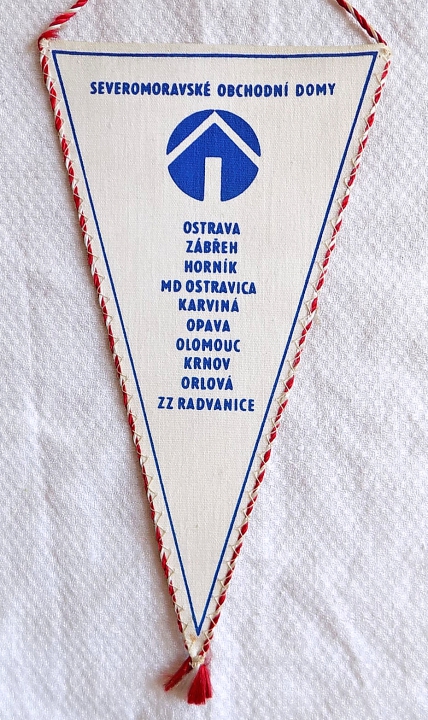 SEVEROMORAVSKÉ OBCHODNÍ DOMY
OSTRAVA
ZÁBŘEH
HORNÍK
MD OSTRAVICA
KARVINÁ
OPAVA
OLOMOUC
KRNOV
ORLOVÁ
ZZ RADVANICE